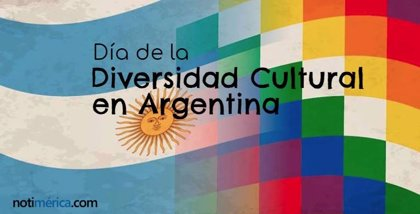 Día de la
Diversidad Cultural
en Argentina
notimérica.com